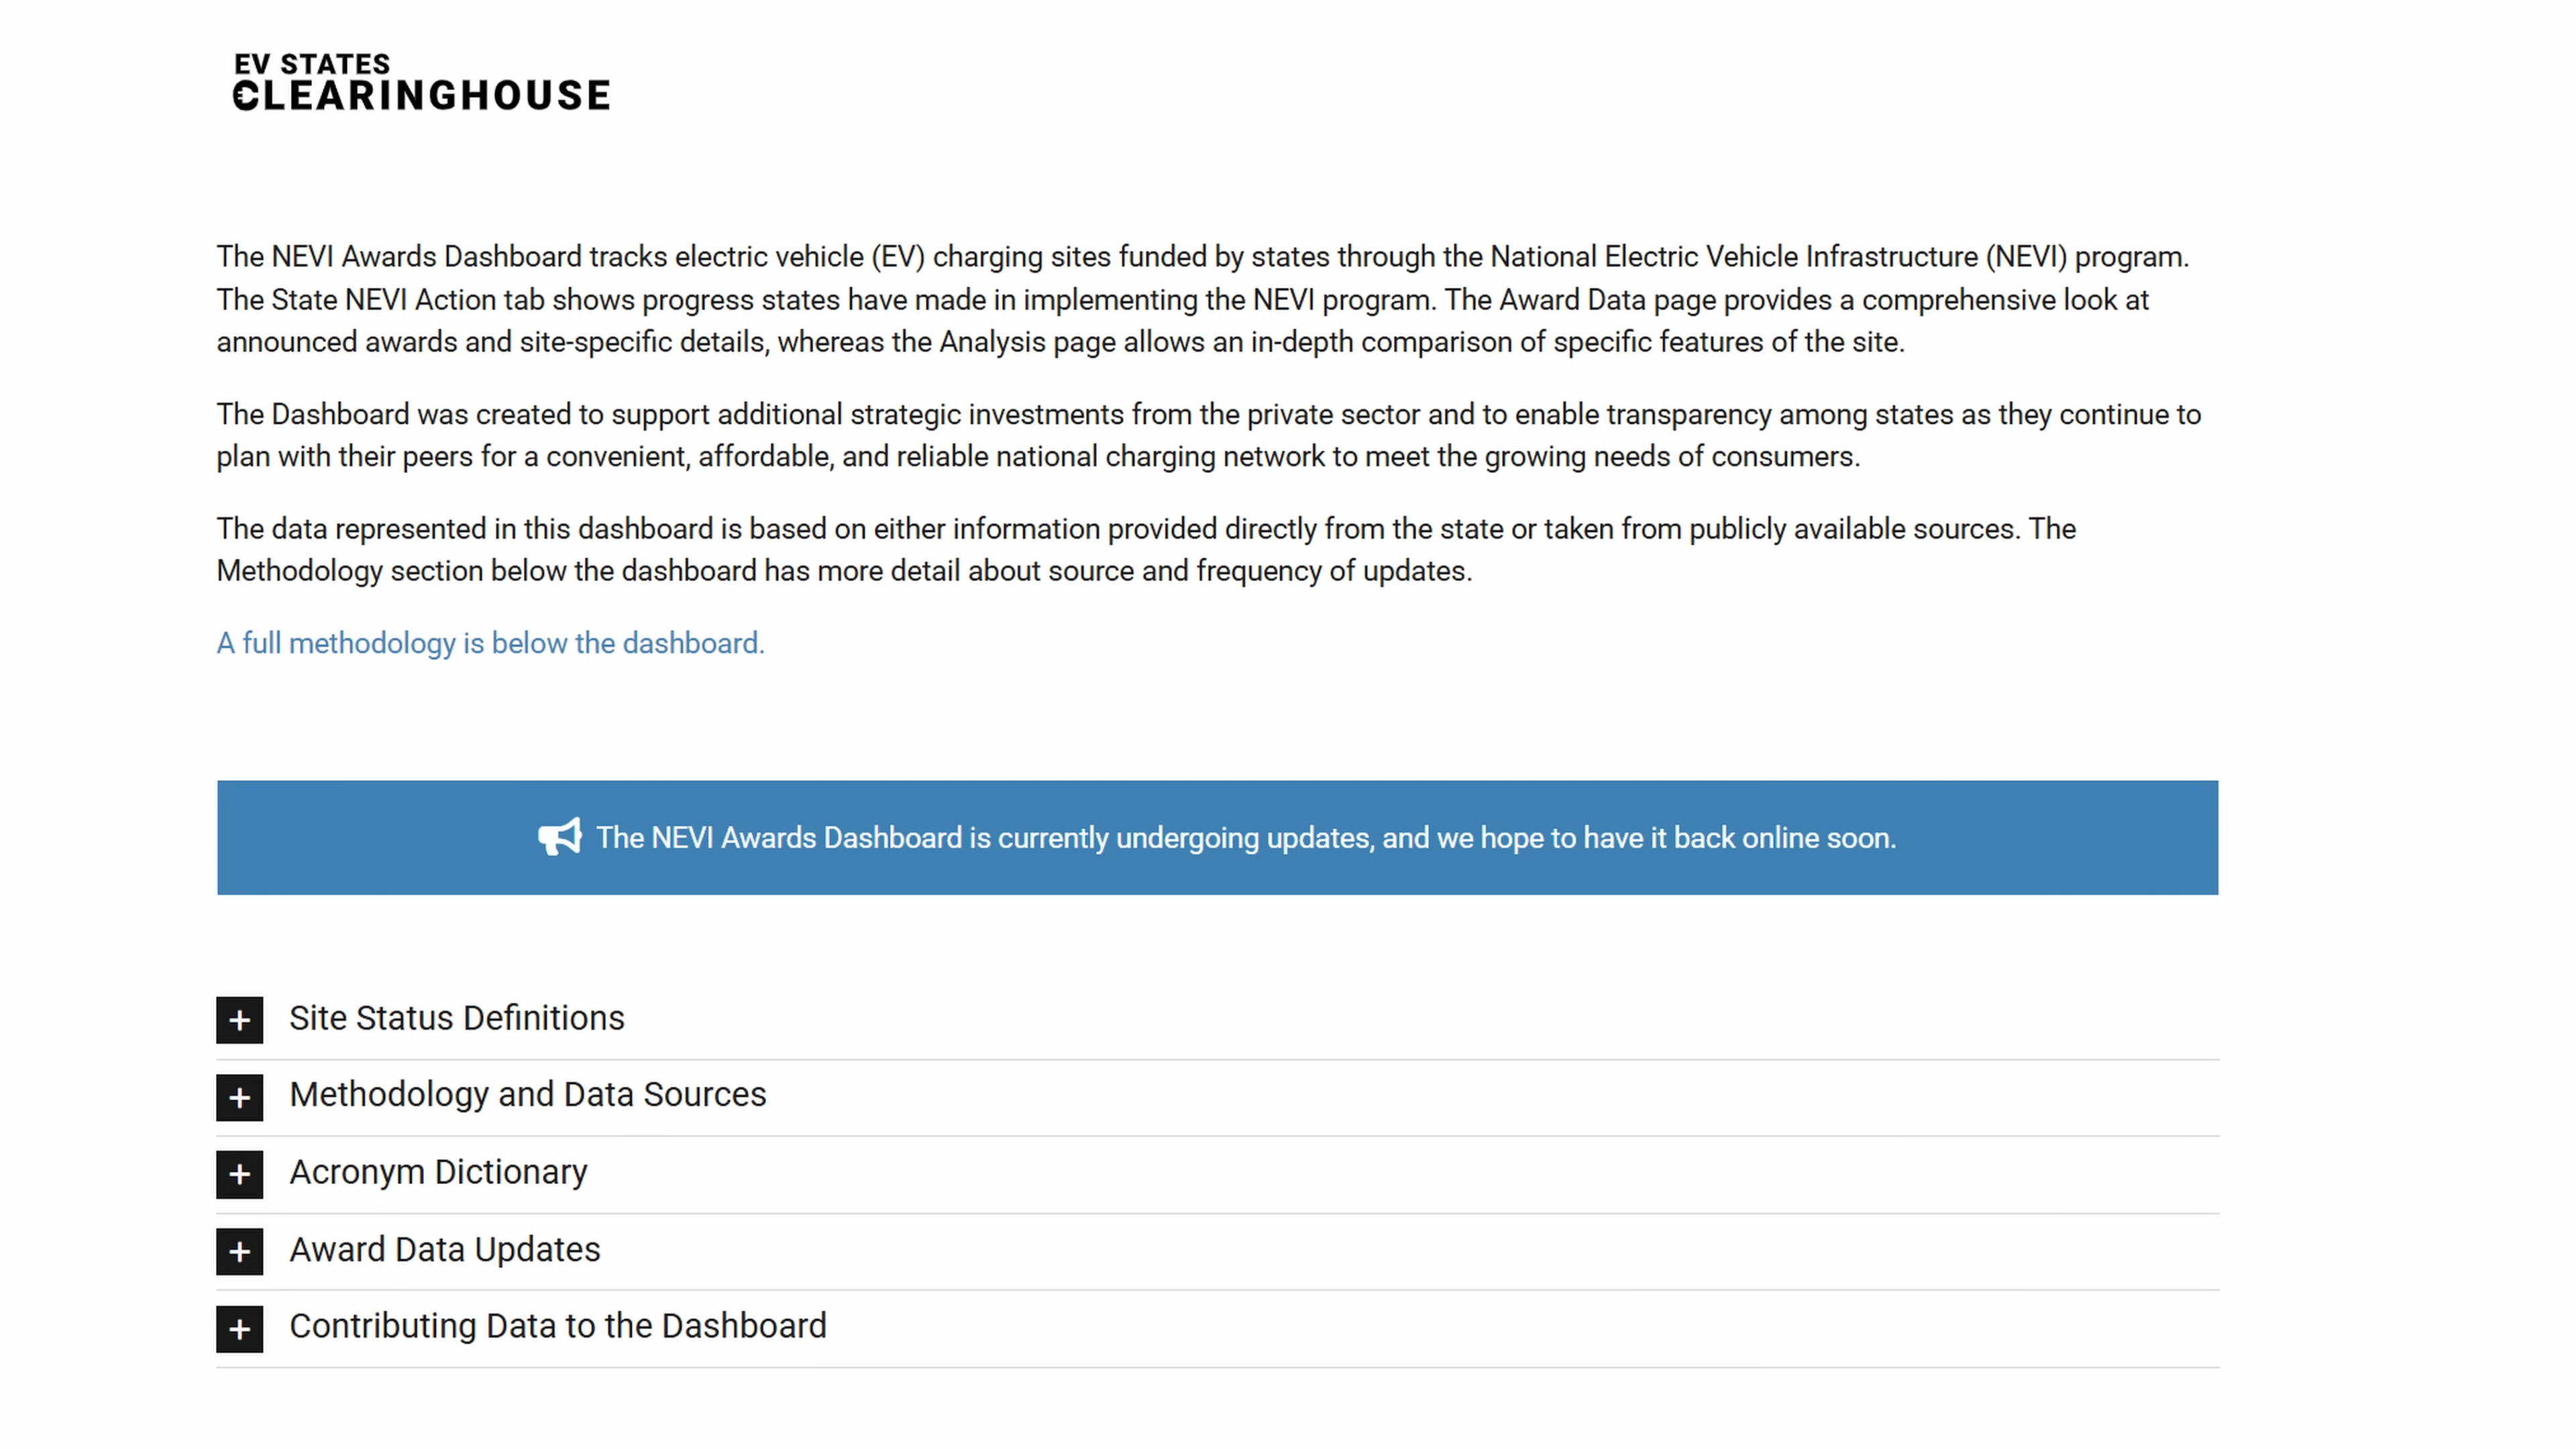 EV STATES
CLEARINGHOUSE
The NEVI Awards Dashboard tracks electric vehicle (EV) charging sites funded by states through the National Electric Vehicle Infrastructure (NEVI) program.
The State NEVI Action tab shows progress states have made in implementing the NEVI program. The Award Data page provides a comprehensive look at
announced awards and site-specific details, whereas the Analysis page allows an in-depth comparison of specific features of the site.
The Dashboard was created to support additional strategic investments from the private sector and to enable transparency among states as they continue to
plan with their peers for a convenient, affordable, and reliable national charging network to meet the growing needs of consumers.
The data represented in this dashboard is based on either information provided directly from the state or taken from publicly available sources. The
Methodology section below the dashboard has more detail about source and frequency of updates.
A full methodology is below the dashboard.
The NEVI Awards Dashboard is currently undergoing updates, and we hope to have it back online soon.
Site Status Definitions
Methodology and Data Sources
Acronym Dictionary
Award Data Updates
Contributing Data to the Dashboard